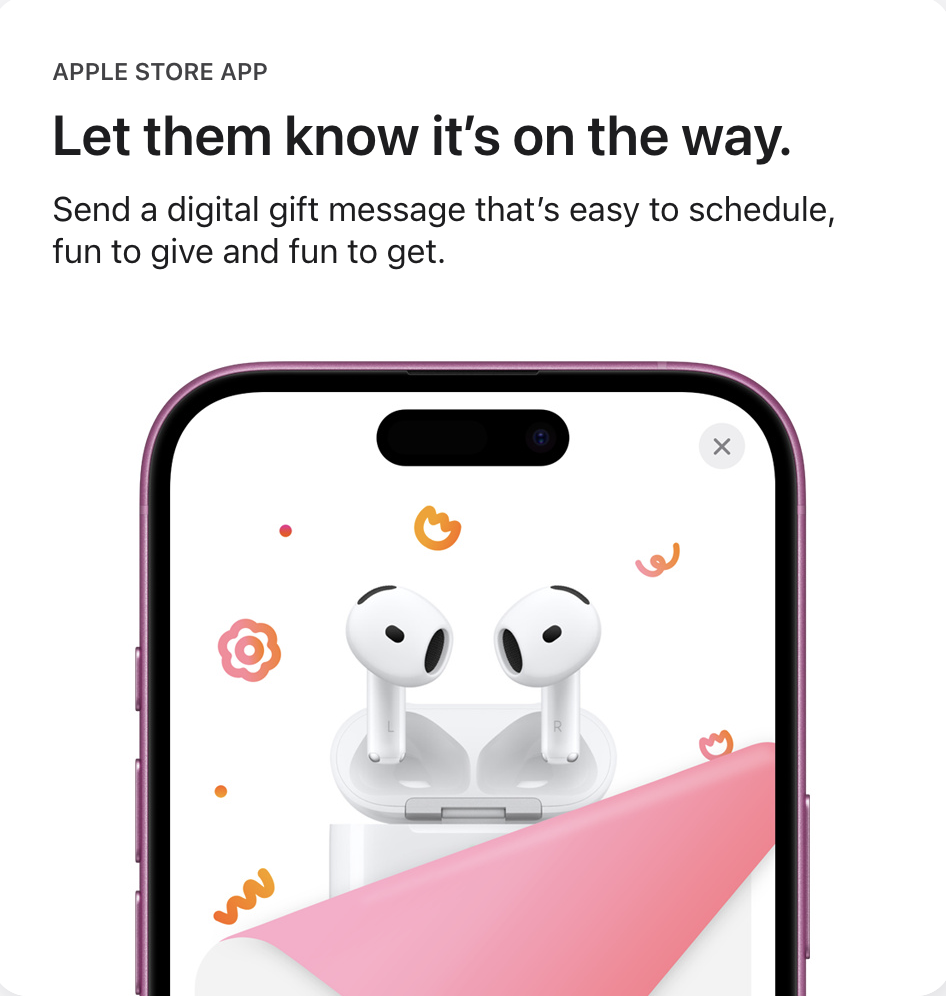 APPLE STORE APP
Let them know it’s on the way.
Send a digital gift message that’s easy to schedule,
fun to give and fun to get.
L
R